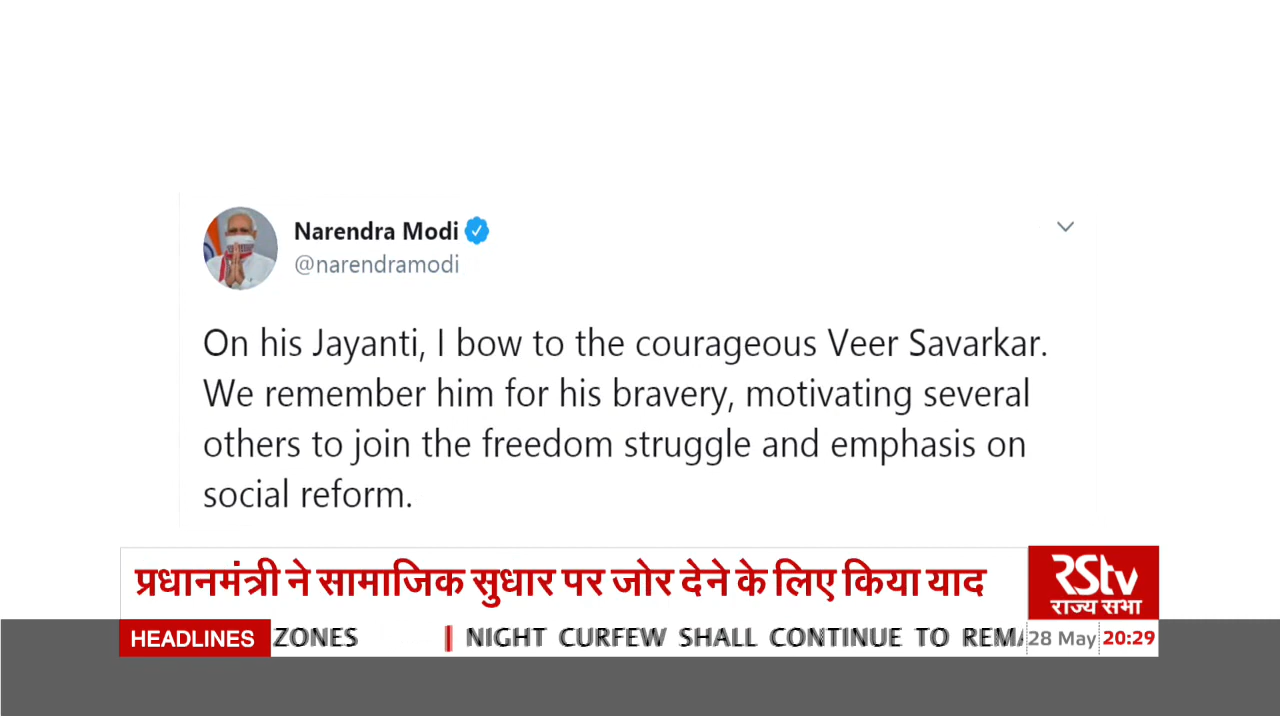 Narendra Modi
@narendramodi
On his Jayanti, I bow to the courageous Veer Savarkar.
We remember him for his bravery, motivating several
others to join the freedom struggle and emphasis on
social reform.
प्रधानमंत्री ने सामाजिक सुधार पर जोर देने के लिए किया याद
RStv
राज्य सभा
HEADLINES ZONES | NIGHT CURFEW SHALL CONTINUE TO 28 May 20:29